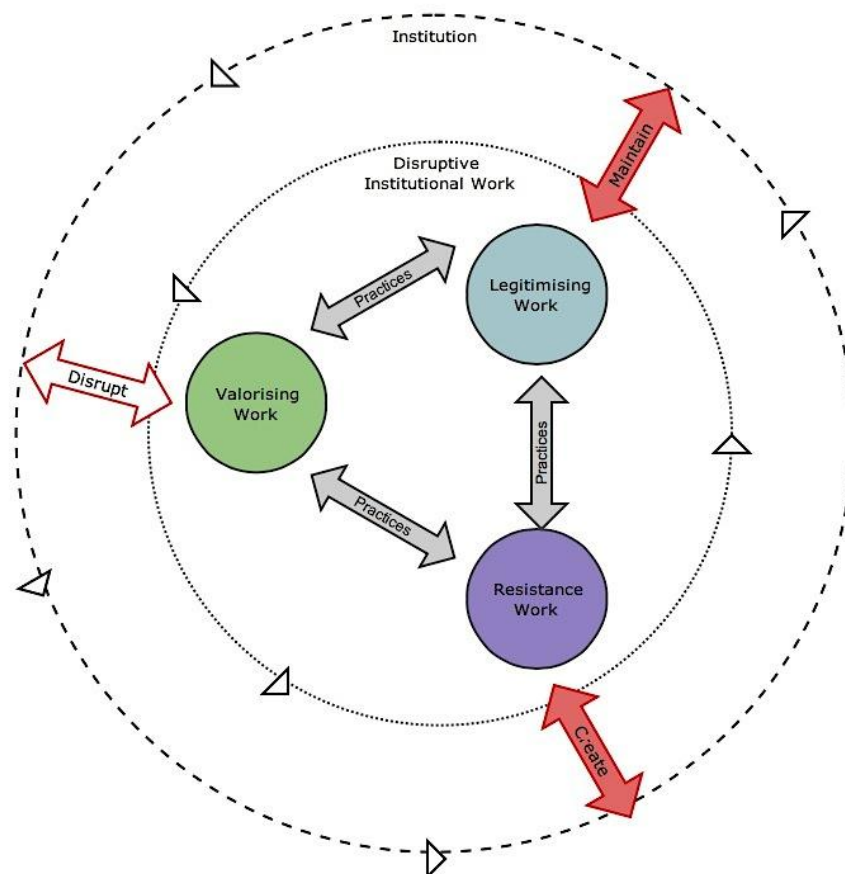 Institution
Maintain
Disruptive
Institutional Work
Practices
Legitimising
Work
Disrupt
Valorising
Work
Practices
Practices
Resistance
Work
Create